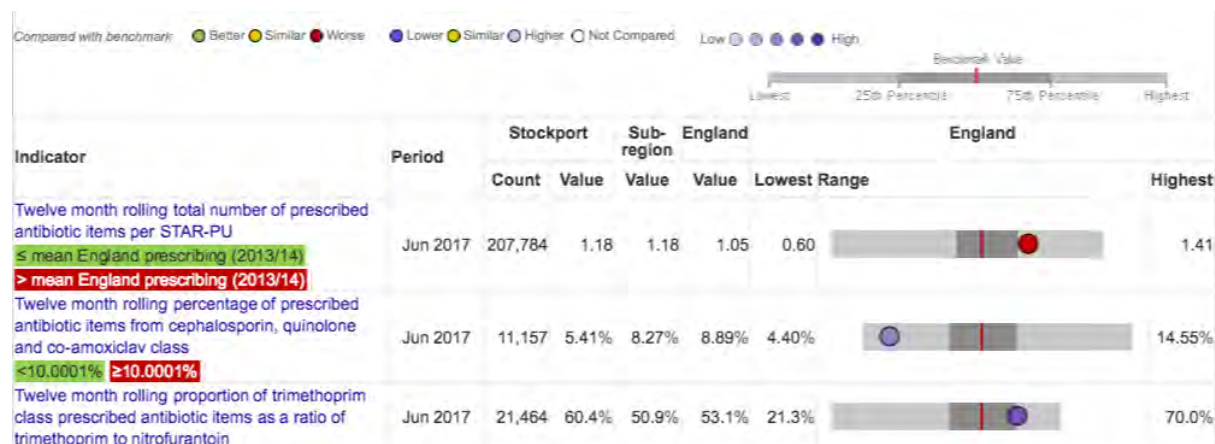 Compared with benchmark Better Similar Worse Lower Similar Higher Not Compared Low High
Benchmark Value
Lowest 25th Percentile 75th Percentile Highest
Indicator Period Stockport Sub-region England England
Count Value Value Value Lowest Range Highest
Twelve month rolling total number of prescribed
antibiotic items per STAR-PU
≤ mean England prescribing (2013/14)
> mean England prescribing (2013/14)
Jun 2017 207,784 1.18 1.18 1.05 0.60 1.41
Twelve month rolling percentage of prescribed
antibiotic items from cephalosporin, quinolone
and co-amoxiclav class
<10.0001% ≥10.0001%
Jun 2017 11,157 5.41% 8.27% 8.89% 4.40% 14.55%
Twelve month rolling proportion of trimethoprim
class prescribed antibiotic items as a ratio of
trimethoprim to nitrofurantoin
Jun 2017 21,464 60.4% 50.9% 53.1% 21.3% 70.0%